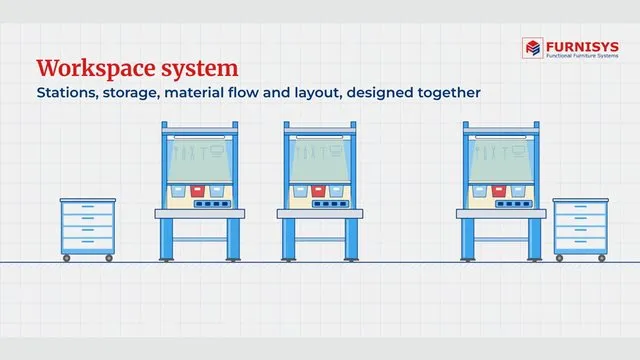 FURNISYS
Functional Furniture Systems
Workspace system
Stations, storage, material flow and layout, designed together